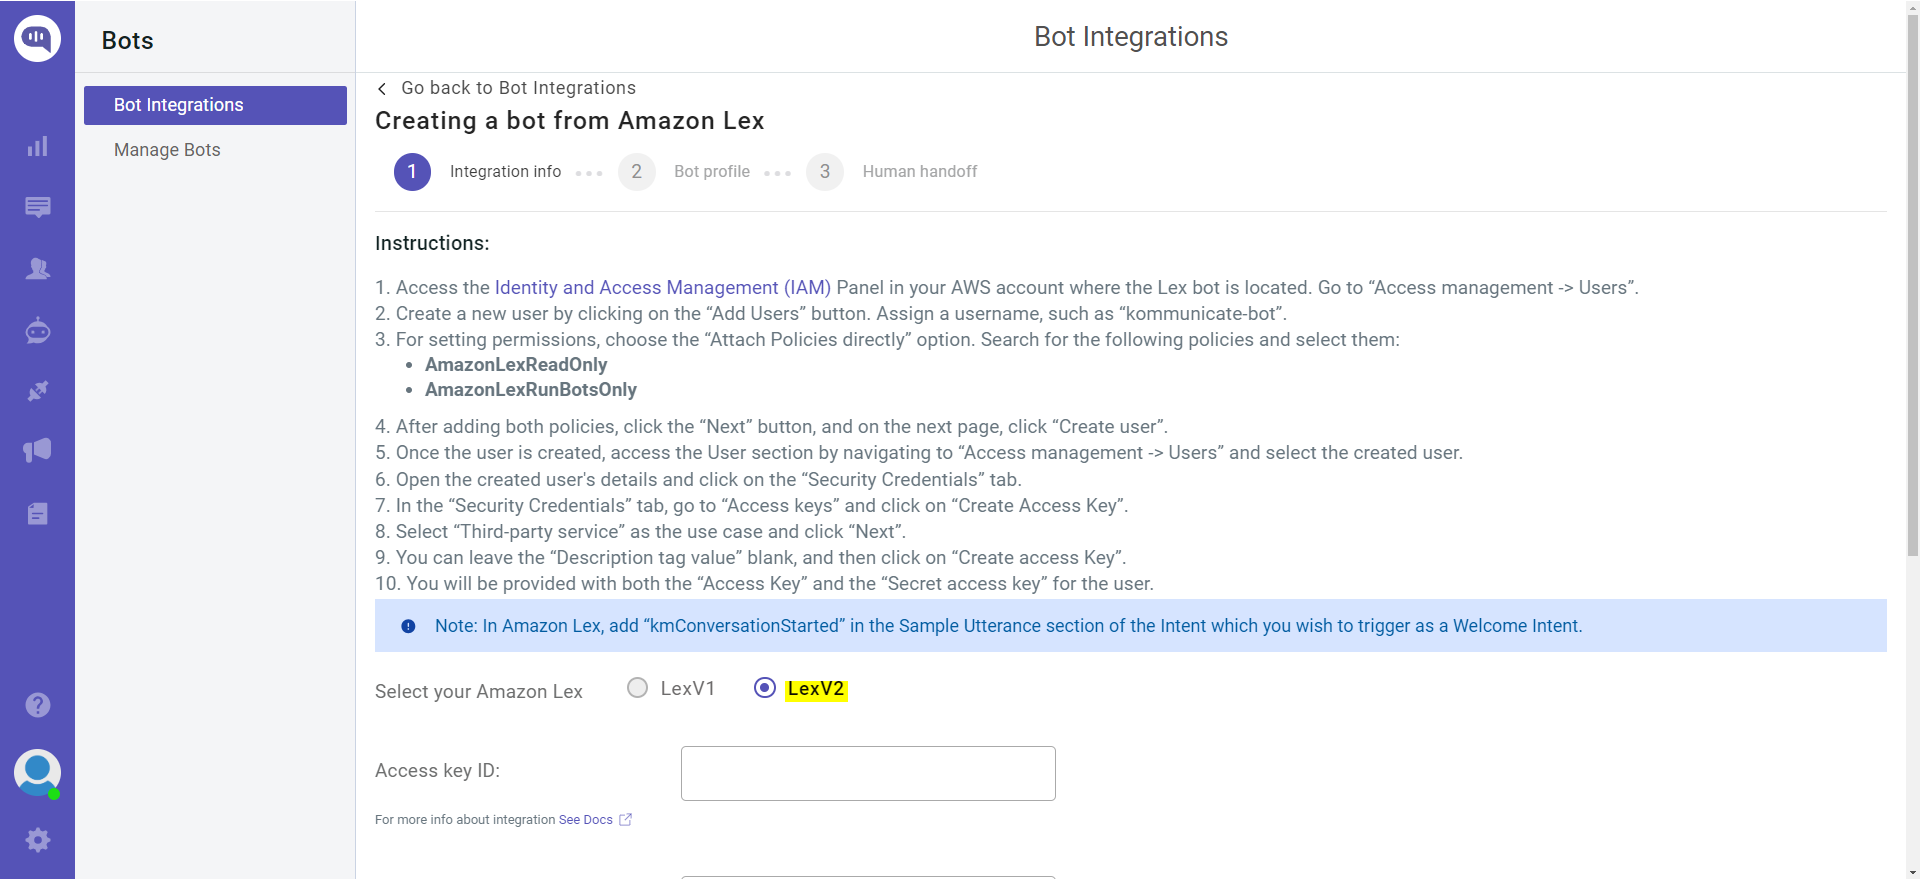 Bots
Bot Integrations
Manage Bots
Bot Integrations
Go back to Bot Integrations
Creating a bot from Amazon Lex
1 Integration info 2 Bot profile 3 Human handoff
Instructions:
1. Access the Identity and Access Management (IAM) Panel in your AWS account where the Lex bot is located. Go to “Access management -> Users”.
2. Create a new user by clicking on the “Add Users” button. Assign a username, such as “kommunicate-bot”.
3. For setting permissions, choose the “Attach Policies directly” option. Search for the following policies and select them:
• AmazonLexReadOnly
• AmazonLexRunBotsOnly
4. After adding both policies, click the “Next” button, and on the next page, click “Create user”.
5. Once the user is created, access the User section by navigating to “Access management -> Users” and select the created user.
6. Open the created user's details and click on the “Security Credentials” tab.
7. In the “Security Credentials” tab, go to “Access keys” and click on “Create Access Key”.
8. Select “Third-party service” as the use case and click “Next”.
9. You can leave the “Description tag value” blank, and then click on “Create access Key”.
10. You will be provided with both the “Access Key” and the “Secret access key” for the user.
Note: In Amazon Lex, add “kmConversationStarted” in the Sample Utterance section of the Intent which you wish to trigger as a Welcome Intent.
Select your Amazon Lex LexV1 LexV2
Access key ID:
For more info about integration See Docs